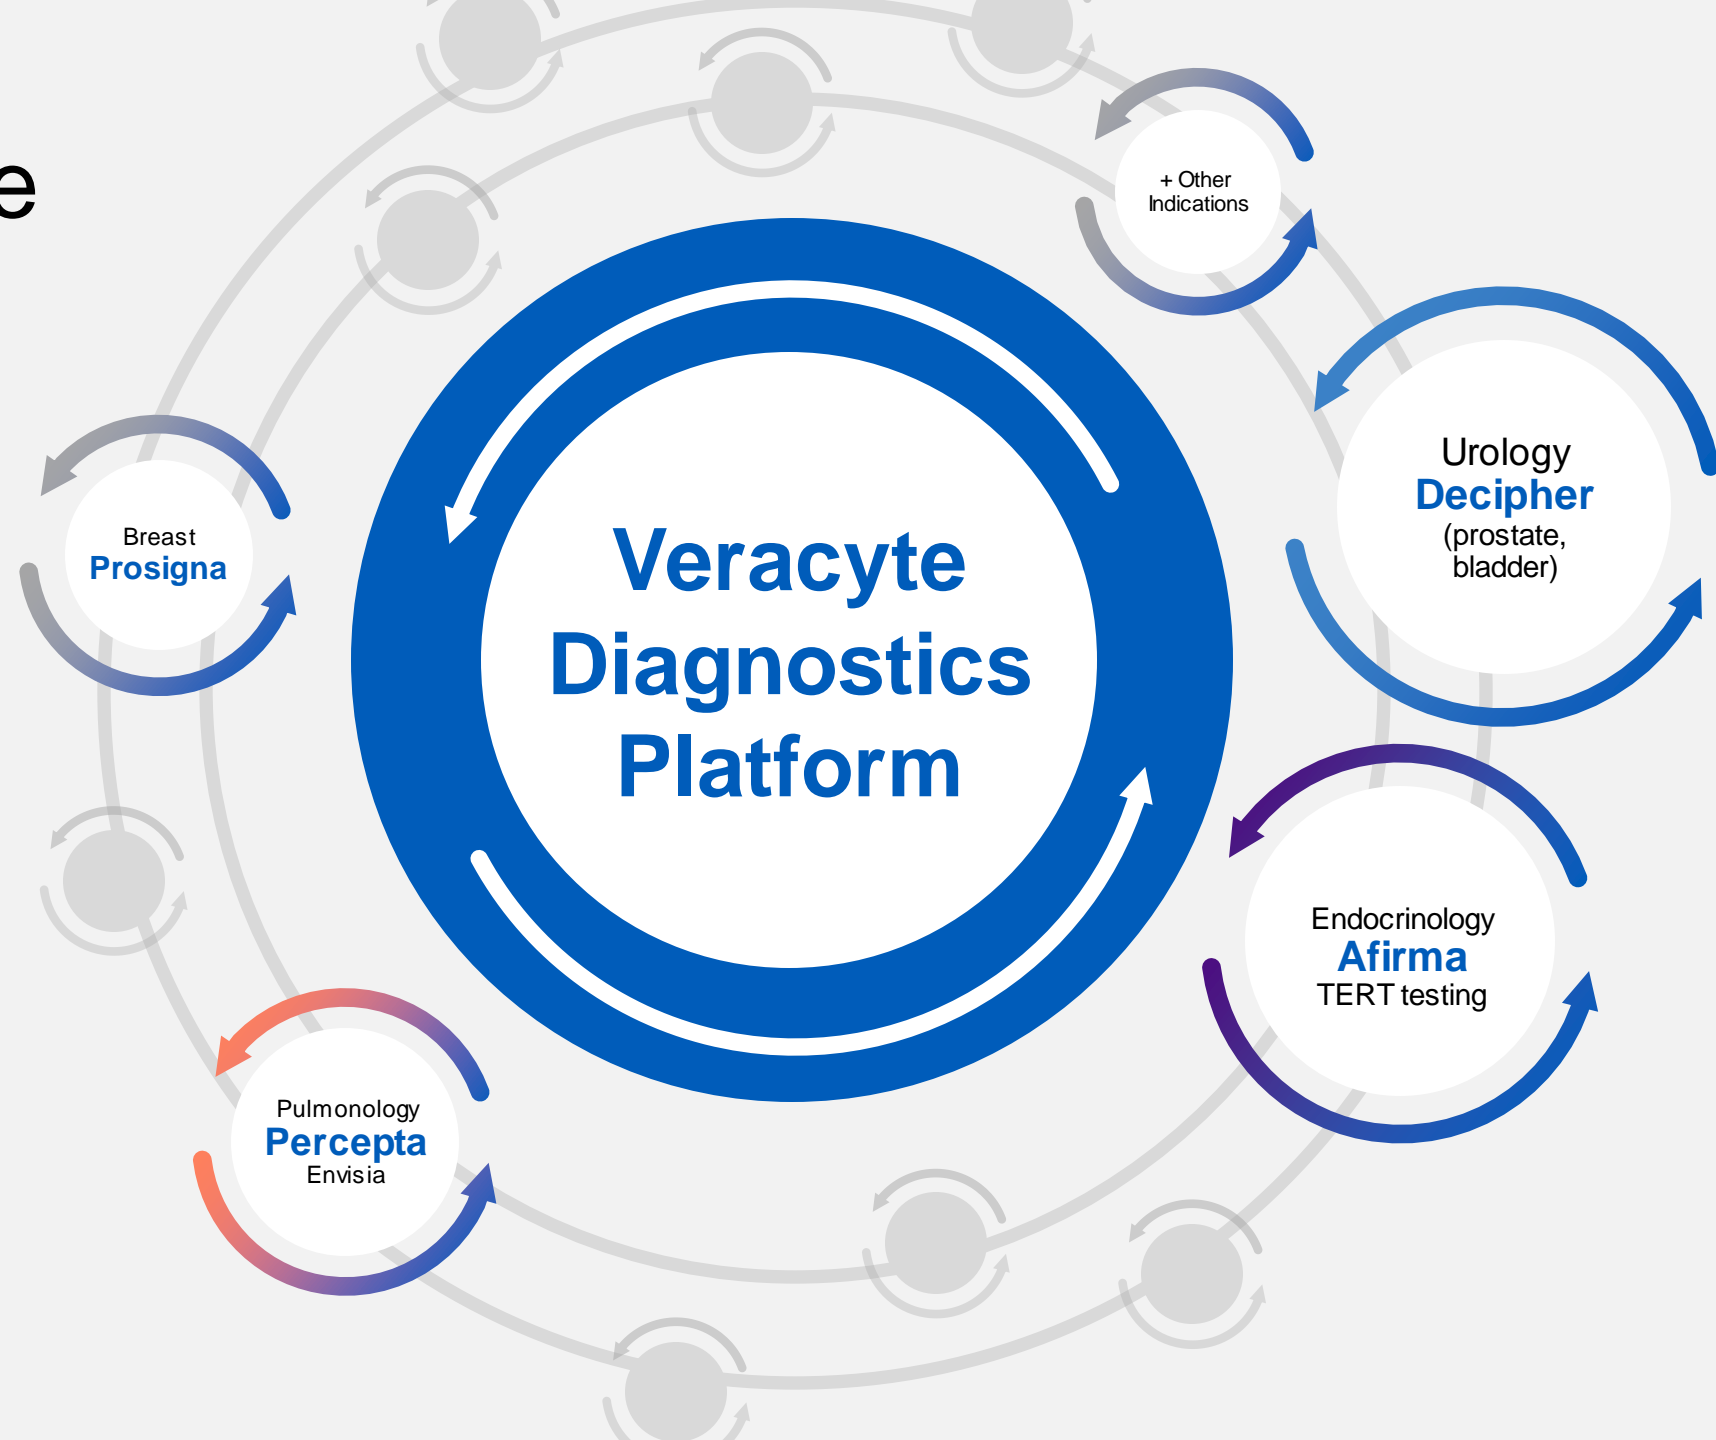 e
+ Other
Indications
Urology
Decipher
(prostate,
bladder)
Breast
Prosigna
Veracyte
Diagnostics
Platform
Endocrinology
Afirma
TERT testing
Pulmonology
Percepta
Envisia